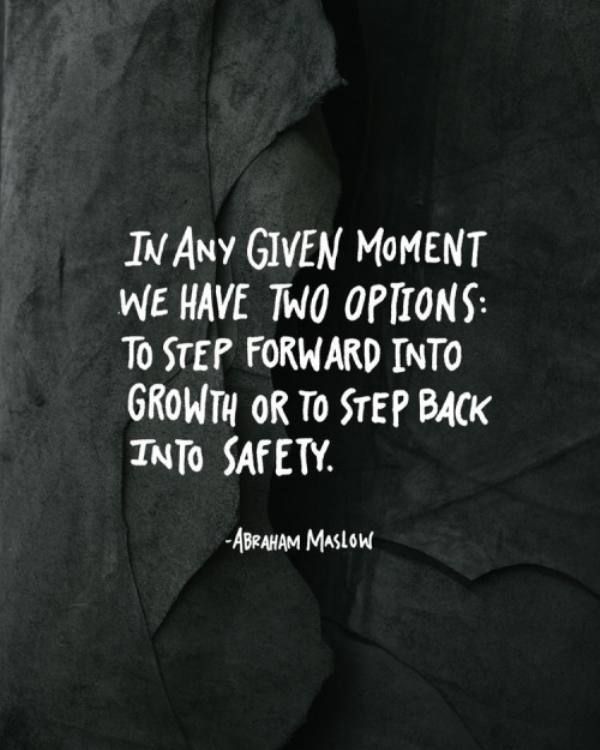 IN ANY GIVEN MOMENT
WE HAVE TWO OPTIONS:
TO STEP FORWARD INTO
GROWTH OR TO STEP BACK
INTO SAFETY.
-ABRAHAM MASLOW